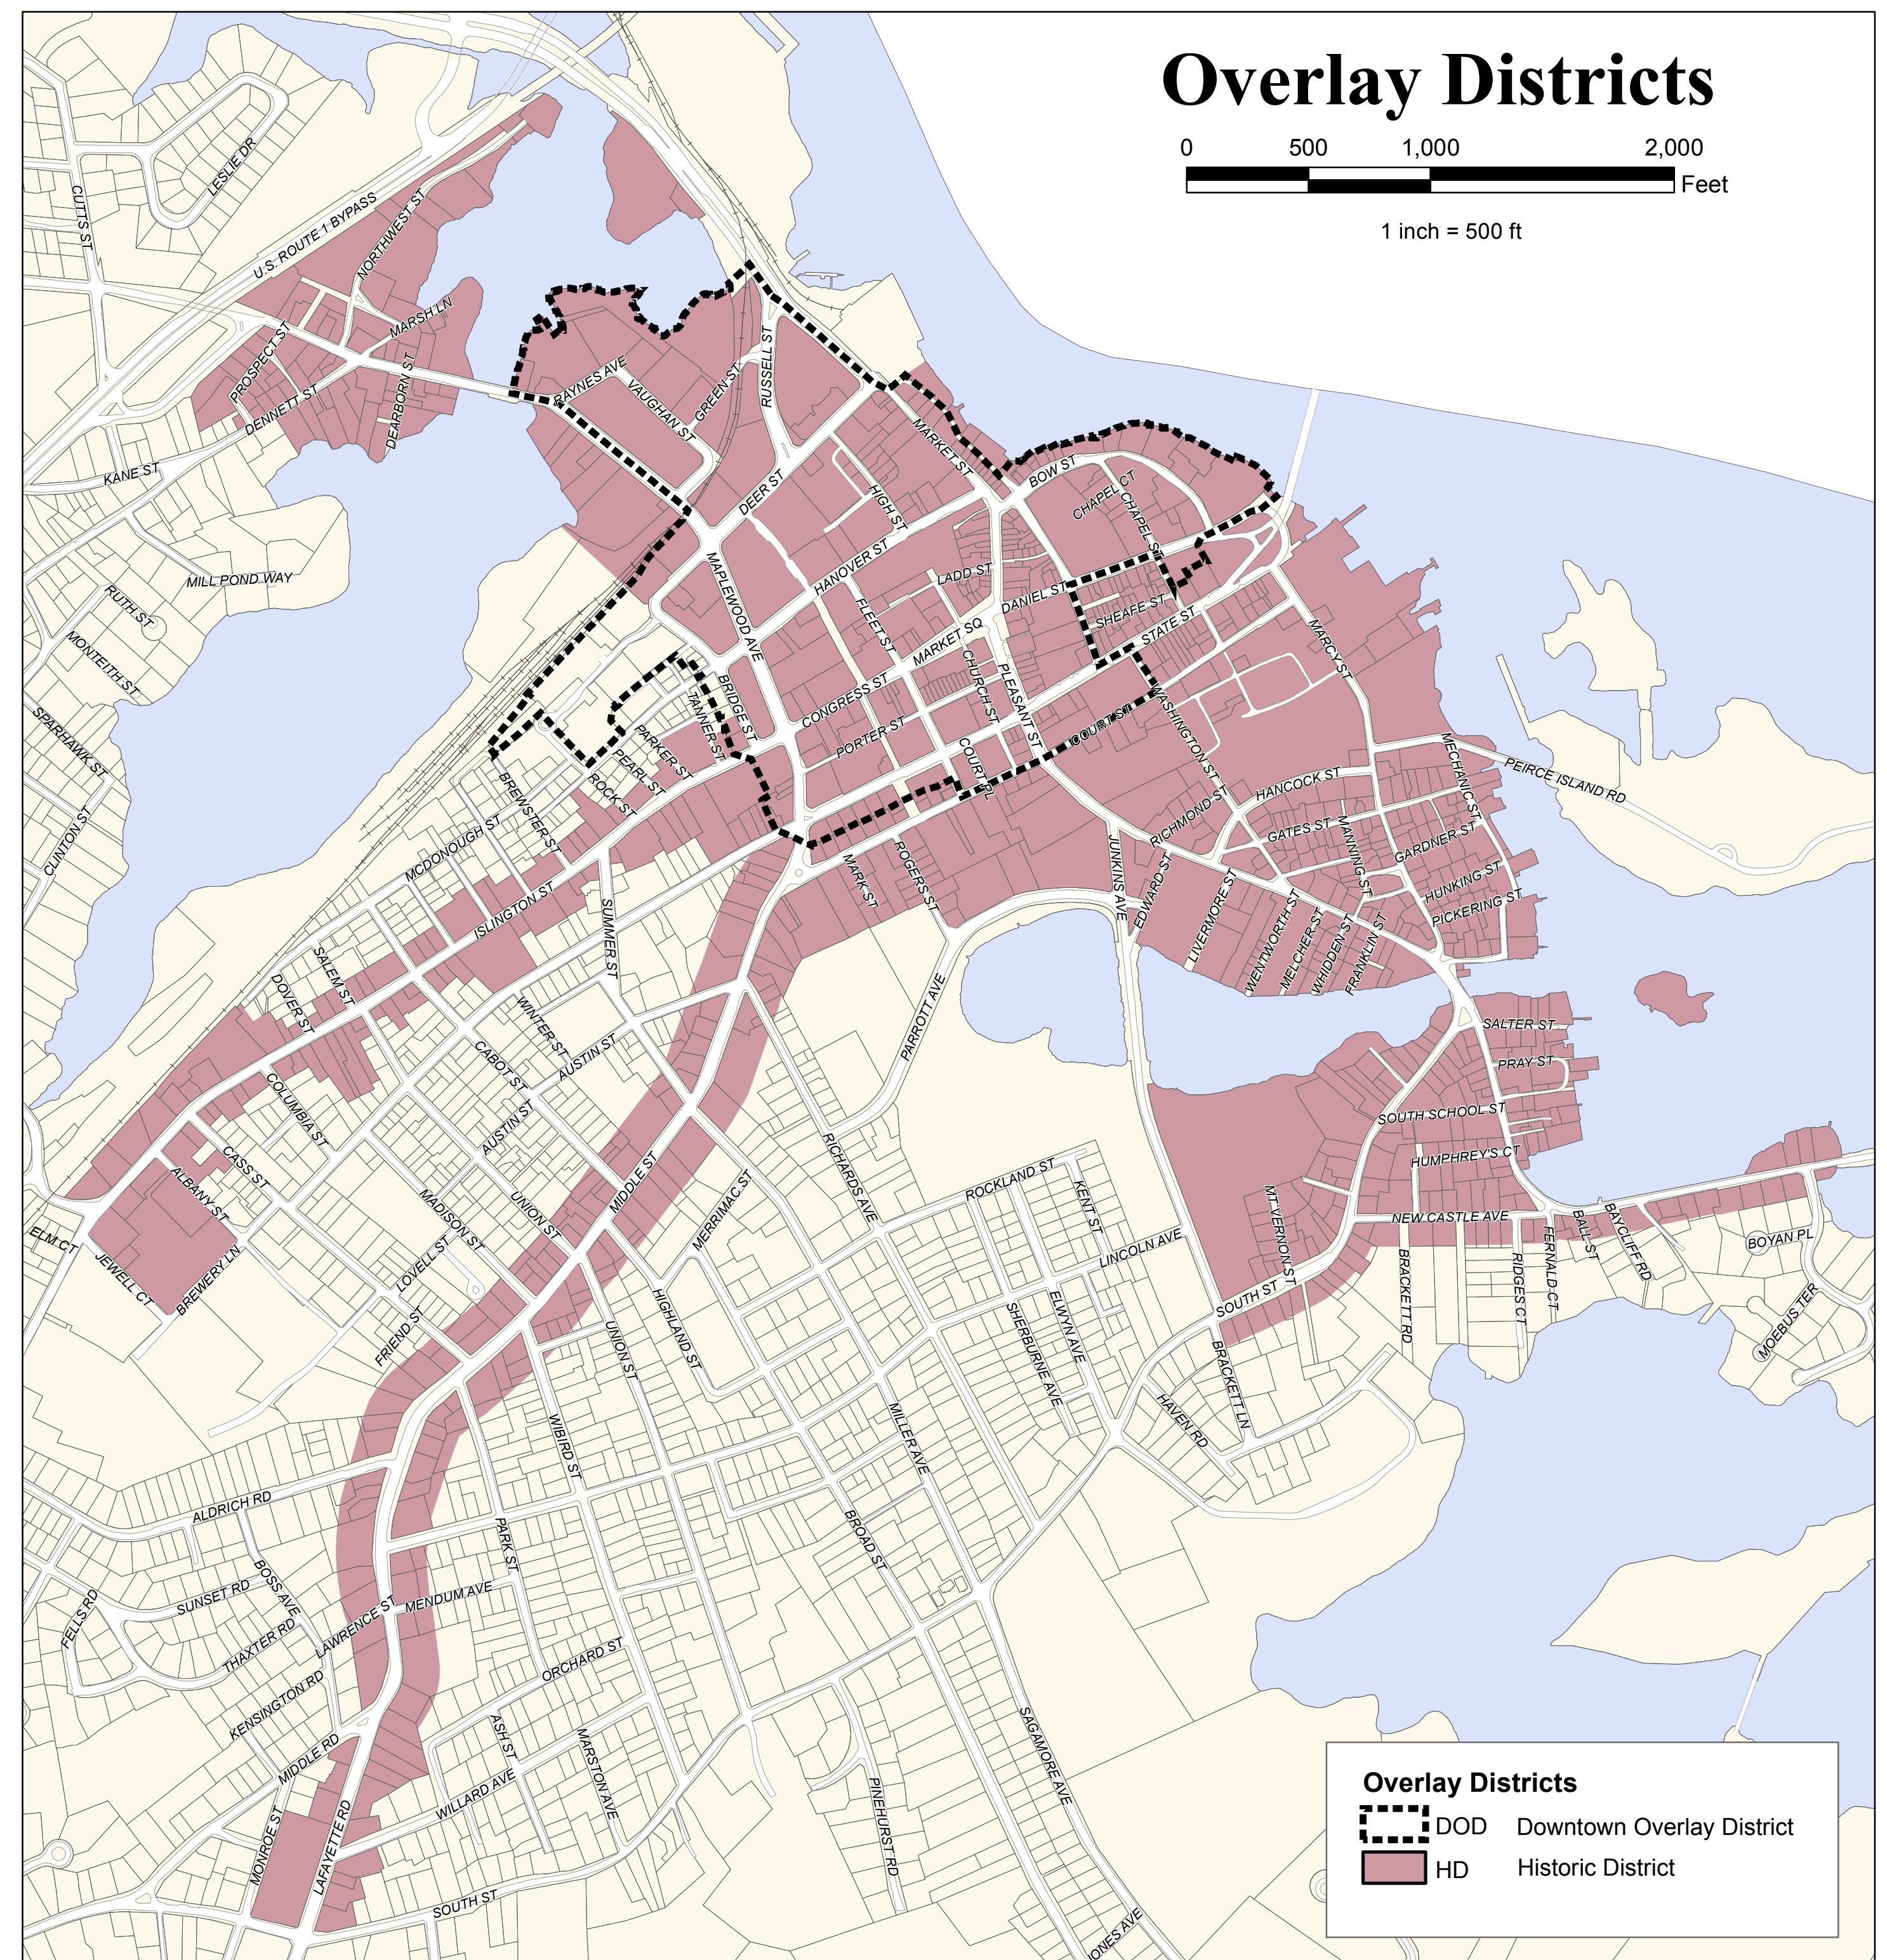 Overlay Districts
0 500 1,000 2,000
Feet
1 inch = 500 ft
LESLIE DR
CUTTS ST
U.S. ROUTE 1 BYPASS
NORTHWEST ST
MARSH LN
PROSPECT ST
DENNETT ST
DEARBORN ST
KANE ST
MILL POND WAY
RUTH ST
MONTEITH ST
SPARHAWK ST
CLINTON ST
RAYNES AVE
VAUGHAN ST
GREEN ST
RUSSELL ST
DEER ST
MARKET ST
HIGH ST
BOW ST
CHAPEL CT
CHAPEL ST
MAPLEWOOD AVE
HANOVER ST
LADD ST
DANIEL ST
SHEAFE ST
STATE ST
FLEET ST
MARKET SQ
CHURCH ST
PLEASANT ST
CONGRESS ST
PORTER ST
BRIDGE ST
TANNER ST
PARKER ST
PEARL ST
ROCK ST
BREWSTER ST
MCDONOUGH ST
ISLINGTON ST
COURT ST
COURT PL
WASHINGTON ST
MARCY ST
MECHANIC ST
PEIRCE ISLAND RD
HANCOCK ST
RICHMOND ST
GATES ST
MANNING ST
GARDNER ST
HUNKING ST
PICKERING ST
JUNKINS AVE
EDWARD ST
LIVERMORE ST
WENTWORTH ST
MELCHER ST
WHIDDEN ST
FRANKLIN ST
MARK ST
ROGERS ST
SUMMER ST
SALEM ST
DOVER ST
WINTER ST
CABOT ST
AUSTIN ST
AUSTIN ST
PARROTT AVE
SALTER ST
PRAY ST
SOUTH SCHOOL ST
HUMPHREY'S CT
COLUMBIA ST
CASS ST
ALBANY ST
ELM CT
JEWELL CT
BREWERY LN
MADISON ST
UNION ST
LOVELL ST
FRIEND ST
MIDDLE ST
MERRIMAC ST
RICHARDS AVE
ROCKLAND ST
KENT ST
LINCOLN AVE
MT VERNON ST
NEW CASTLE AVE
BRACKETT RD
RIDGES CT
FERNALD CT
BALL ST
BAYCLIFF RD
BOYAN PL
MOEBUS TER
SOUTH ST
BRACKETT LN
HAVEN RD
ELWYN AVE
SHERBURNE AVE
HIGHLAND ST
UNION ST
WIBIRD ST
MILLER AVE
BROAD ST
PARK ST
ALDRICH RD
BOSS AVE
SUNSET RD
FELLS RD
THAXTER RD
LAWRENCE ST
MENDUM AVE
KENSINGTON RD
ORCHARD ST
MIDDLE RD
ASH ST
MARSTON AVE
WILLARD AVE
MONROE ST
LAFAYETTE RD
SOUTH ST
PINEHURST RD
SAGAMORE AVE
JONES AVE
Overlay Districts
DOD Downtown Overlay District
HD Historic District